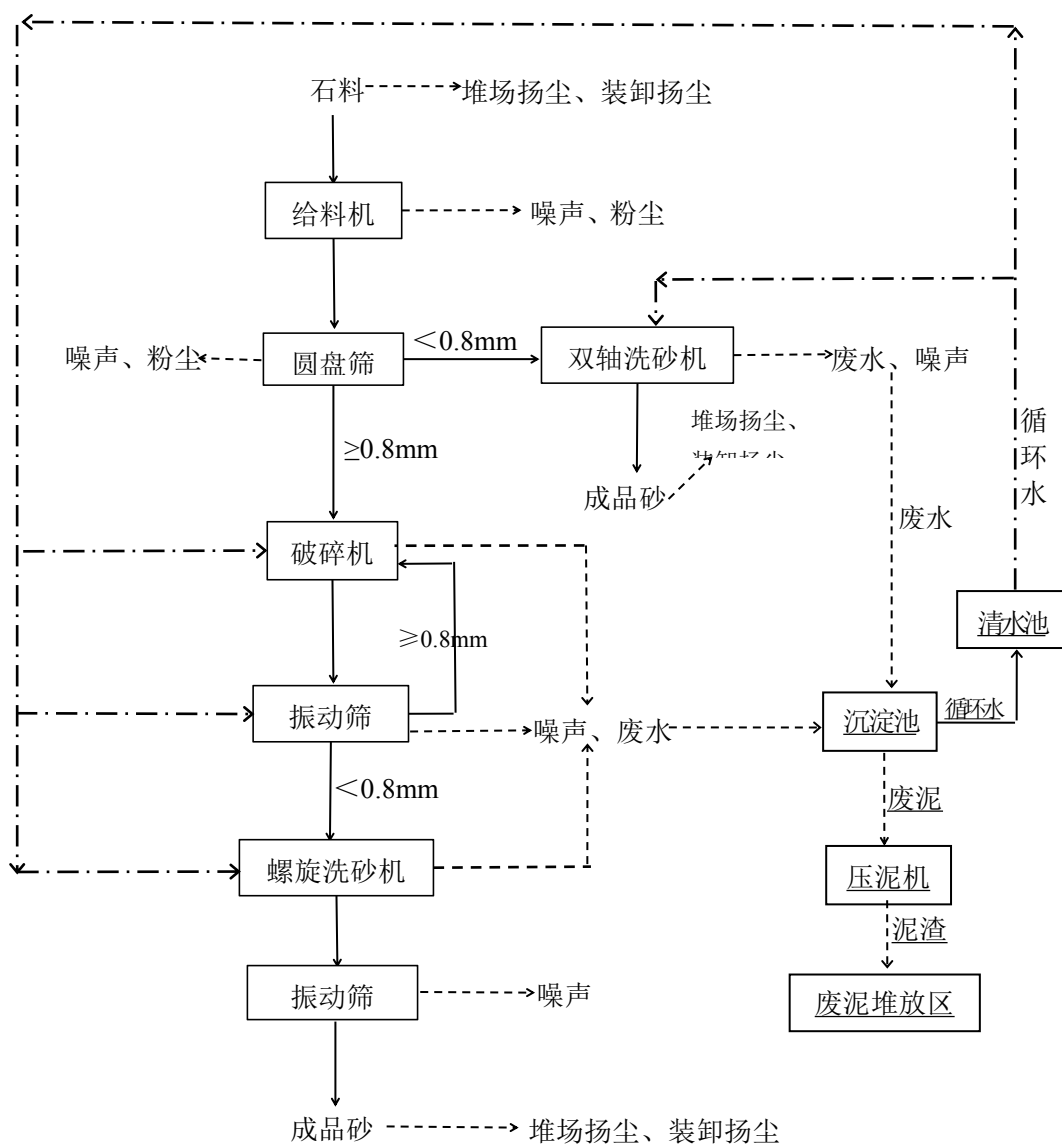 石料
堆场扬尘、装卸扬尘
给料机
噪声、粉尘
噪声、粉尘
圆盘筛
＜0.8mm
双轴洗砂机
废水、噪声
≥0.8mm
堆场扬尘、
装卸扬尘
成品砂
循
环
水
废水
破碎机
≥0.8mm
清水池
振动筛
噪声、废水
沉淀池
循环水
＜0.8mm
废泥
螺旋洗砂机
压泥机
泥渣
振动筛
噪声
废泥堆放区
成品砂
堆场扬尘、装卸扬尘